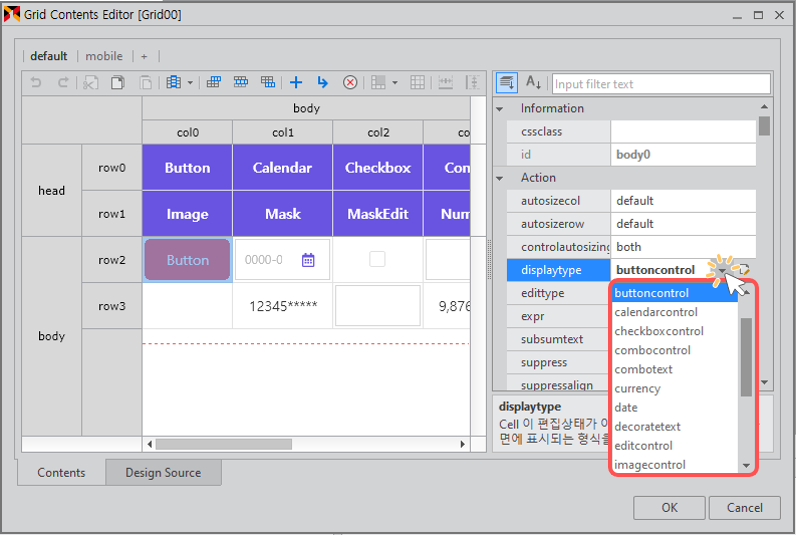 Grid Contents Editor [Grid00]
default
mobile
+
Input filter text
body
col0
col1
col2
head
row0
Button
Calendar
Checkbox
row1
Image
Mask
MaskEdit
body
row2
Button
0000-0
row3
12345*****
9,876
Information
cssclass
id
body0
Action
autosizecol
default
autosizerow
default
controlautosizing
both
displaytype
buttoncontrol
edittype
expr
subsumtext
suppress
suppressalign
buttoncontrol
calendarcontrol
checkboxcontrol
combocontrol
combotext
currency
date
decoratetext
editcontrol
imagecontrol
displaytype
Cell 이 편집상태가
면에 표시되는 형식을
Contents
Design Source
OK
Cancel